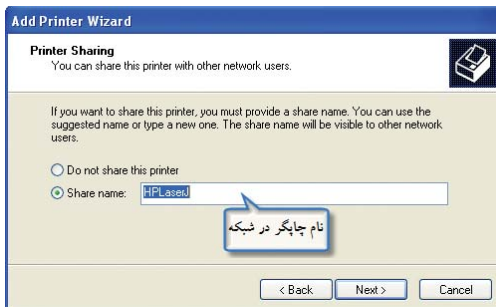 Add Printer Wizard
Printer Sharing
You can share this printer with other network users.
If you want to share this printer, you must provide a share name. You can use the
suggested name or type a new one. The share name will be visible to other network
users.
Do not share this printer
Share name: HPLaserJ
نام چاپگر در شبکه
< Back Next > Cancel